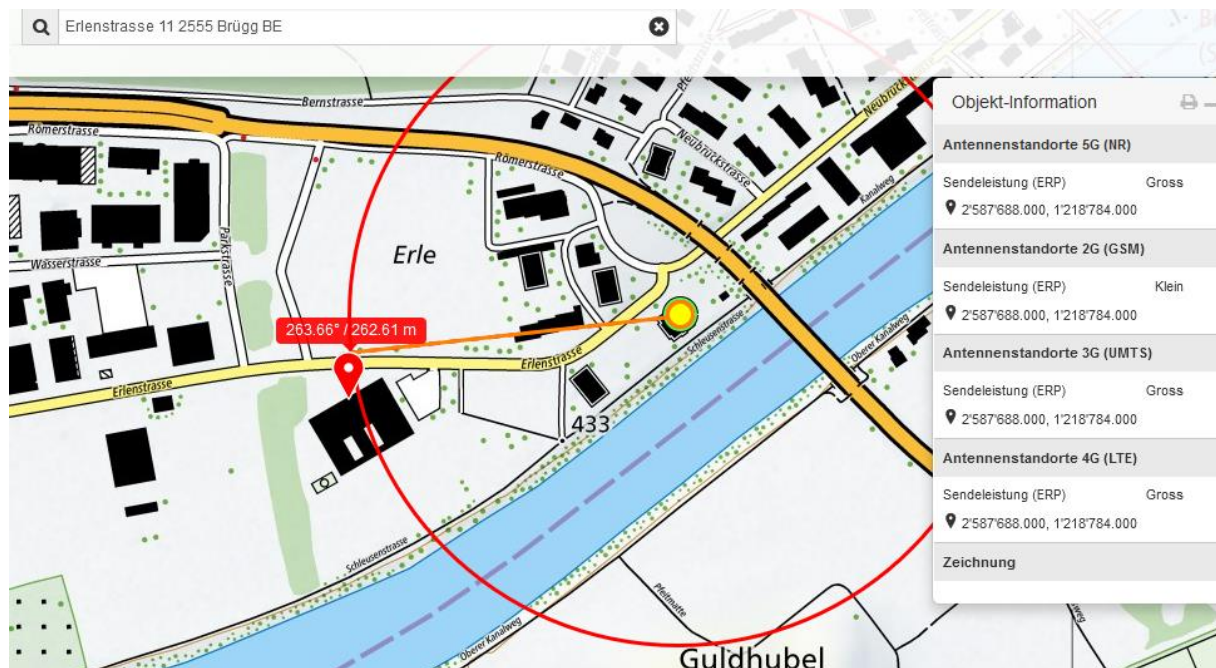 Erlenstrasse 11 2555 Brügg BE
Bernstrasse
Römerstrasse
Neubrückstrasse
Neubrückstrasse
Römerstrasse
Kanalweg
Parkstrasse
Wasserstrasse
Erle
263.66° / 262.61 m
Erlenstrasse
Erlenstrasse
Schleusenstrasse
Oberer Kanalweg
433
Schleusenstrasse
Pfeitmatte
Oberer Kanalweg
Guldhubel
Objekt-Information
Antennenstandorte 5G (NR)
Sendeleistung (ERP) Gross
2'587'688.000, 1'218'784.000
Antennenstandorte 2G (GSM)
Sendeleistung (ERP) Klein
2'587'688.000, 1'218'784.000
Antennenstandorte 3G (UMTS)
Sendeleistung (ERP) Gross
2'587'688.000, 1'218'784.000
Antennenstandorte 4G (LTE)
Sendeleistung (ERP) Gross
2'587'688.000, 1'218'784.000
Zeichnung